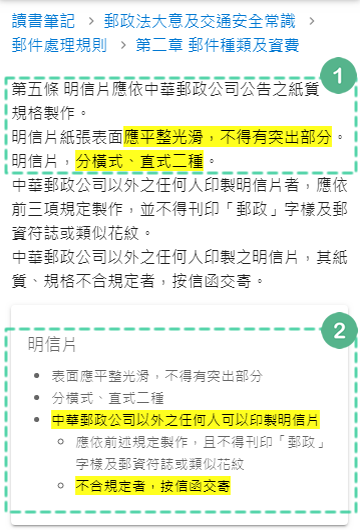 讀書筆記 > 郵政法大意及交通安全常識
> 郵件處理規則 > 第二章 郵件種類及資費
1
第五條 明信片應依中華郵政公司公告之紙質
規格製作。
明信片紙張表面應平整光滑，不得有突出部分。
明信片，分橫式、直式二種。
中華郵政公司以外之任何人印製明信片者，應依
前三項規定製作，並不得刊印「郵政」字樣及郵
資符誌或類似花紋。
中華郵政公司以外之任何人印製之明信片，其紙
質、規格不合規定者，按信函交寄。
2
明信片
• 表面應平整光滑，不得有突出部分
• 分橫式、直式二種
• 中華郵政公司以外之任何人可以印製明信片
○ 應依前述規定製作，且不得刊印「郵政」
字樣及郵資符誌或類似花紋
○ 不合規定者，按信函交寄